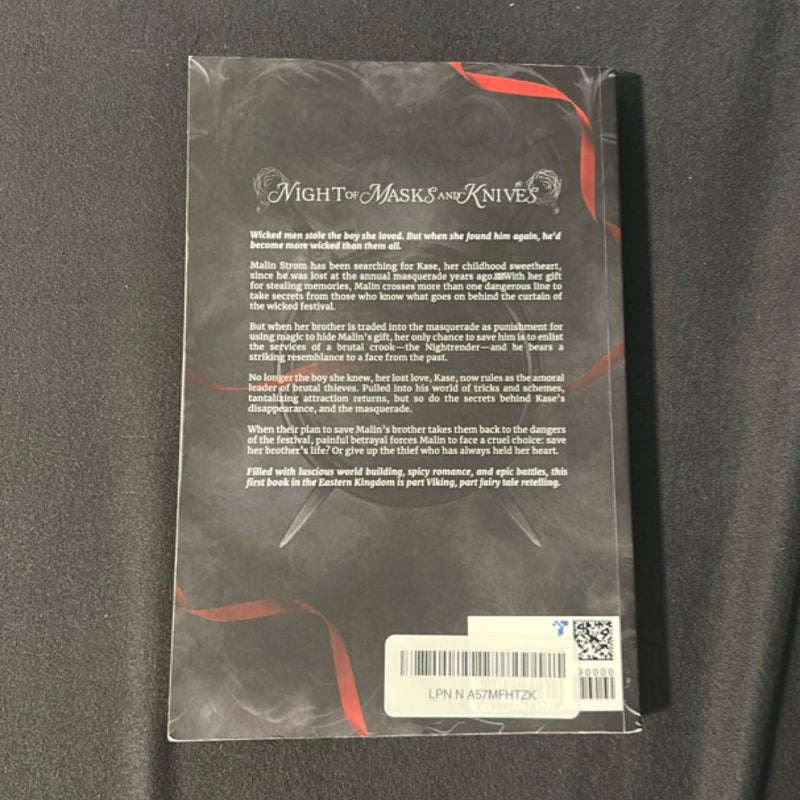 NIGHT OF MASKS AND KNIVES
Wicked men stole the boy she loved. But when she found him again, he'd
become more wicked than them all.
Malin Strom has been searching for Kase, her childhood sweetheart,
since he was lost at the annual masquerade years ago.With her gift
for stealing memories, Malin crosses more than one dangerous line to
take secrets from those who know what goes on behind the curtain of
the wicked festival.
But when her brother is traded into the masquerade as punishment for
using magic to hide Malin's gift, her only chance to save him is to enlist
the services of a brutal crook—the Nightrender—and he bears a
striking resemblance to a face from the past.
No longer the boy she knew, her lost love, Kase, now rules as the amoral
leader of brutal thieves. Pulled into his world of tricks and schemes,
tantalizing attraction returns, but so do the secrets behind Kase's
disappearance, and the masquerade.
When their plan to save Malin's brother takes them back to the dangers
of the festival, painful betrayal forces Malin to face a cruel choice: save
her brother's life? Or give up the thief who has always held her heart.
Filled with luscious world building, spicy romance, and epic battles, this
first book in the Eastern Kingdom is part Viking, part fairy tale retelling.
90000
LPN N A57MFHTZK